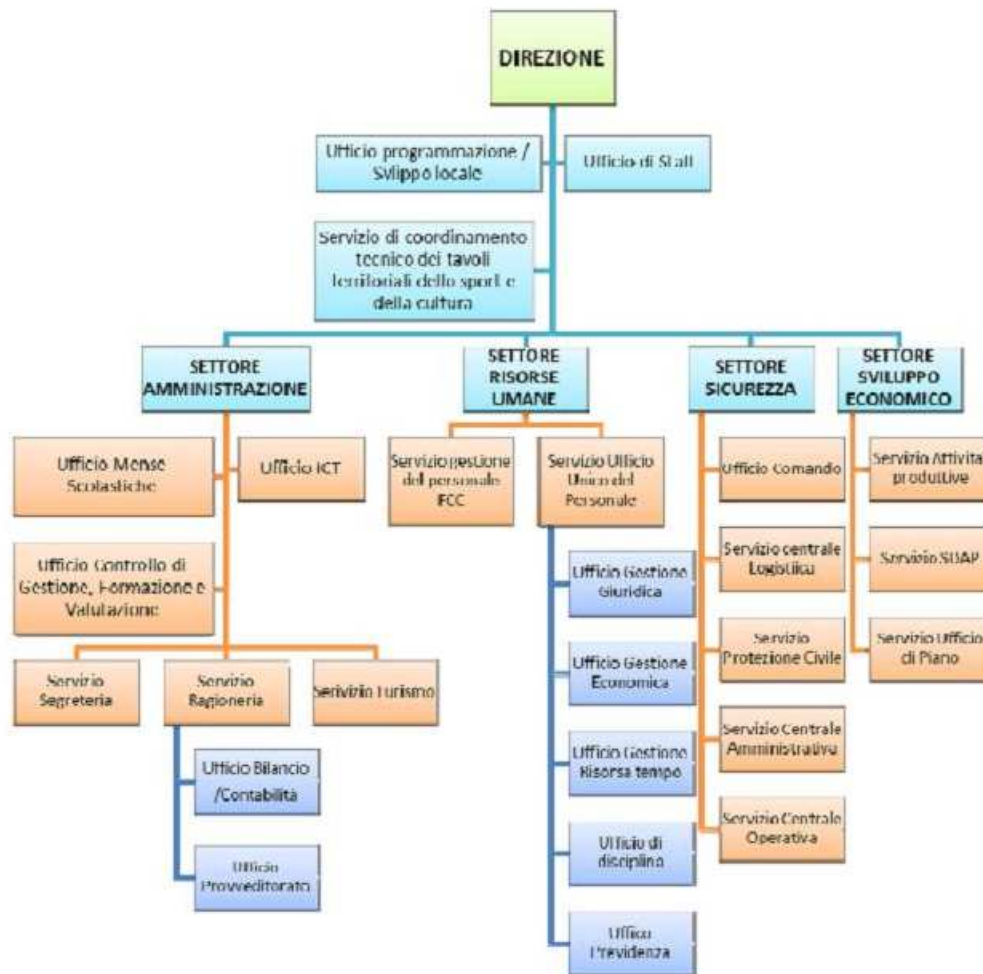 DIREZIONE
Ufficio programmazione /
Sviluppo locale
Ufficio di Staff
Servizio di coordinamento
tecnico dei tavoli
territoriali dello sport e
della cultura
SETTORE
AMMINISTRAZIONE
SETTORE
RISORSE
UMANE
SETTORE
SICUREZZA
SETTORE
SVILUPPO
ECONOMICO
Ufficio Mense
Scolastiche
Ufficio ICT
Servizio gestione
del personale
Servizio Ufficio
Unico del
Personale
Ufficio Comando
Servizio Attivita
produttive
Ufficio Controllo di
Gestione, Formazione e
Valutazione
Ufficio Gestione
Giuridica
Servizio centrale
Logistiica
Servizio SUAP
Servizio
Segreteria
Servizio
Ragioneria
Serivizio Turismo
Ufficio Gestione
Economica
Servizio
Protezione Civile
Servizio Ufficio
di Piano
Ufficio Bilancio
/Contabilità
Ufficio Gestione
Risorsa tempo
Servizio Centrale
Amministrativa
Ufficio
Provveditorato
Ufficio di
disciplina
Servizio Centrale
Operativa
Uffico
Previdenza